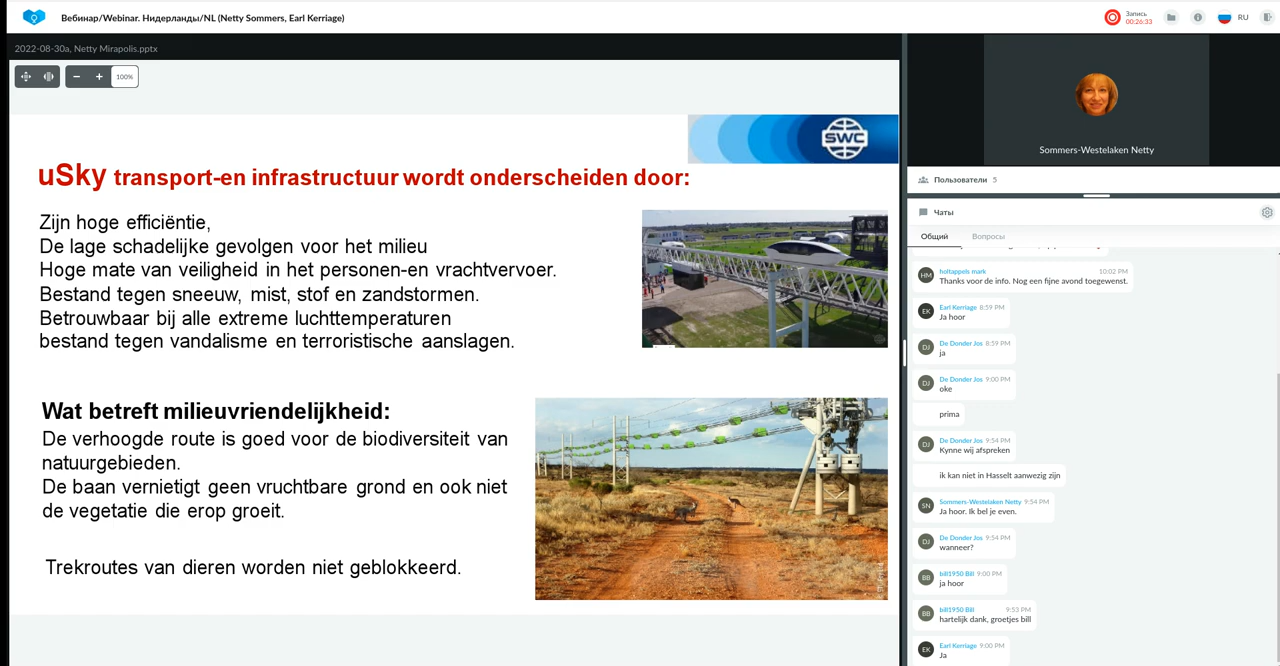 Вебинар/Webinar. Нидерланды/NL (Netty Sommers, Earl Kerriage)
Запись
00:26:33
RU
2022-08-30a, Netty Mirapolis.pptx
100%
SWC
uSky transport-en infrastructuur wordt onderscheiden door:
Zijn hoge efficiëntie,
De lage schadelijke gevolgen voor het milieu
Hoge mate van veiligheid in het personen-en vrachtvervoer.
Bestand tegen sneeuw, mist, stof en zandstormen.
Betrouwbaar bij alle extreme luchttemperaturen
bestand tegen vandalisme en terroristische aanslagen.
Wat betreft milieuvriendelijkheid:
De verhoogde route is goed voor de biodiversiteit van
natuurgebieden.
De baan vernietigt geen vruchtbare grond en ook niet
de vegetatie die erop groeit.
Trekroutes van dieren worden niet geblokkeerd.
Sommers-Westelaken Netty
Пользователи 5
Чаты
Общий Вопросы
HM holtappels mark 10:02 PM
Thanks voor de info. Nog een fijne avond toegewenst.
EK Earl Kerriage 8:59 PM
Ja hoor
DJ De Donder Jos 8:59 PM
ja
DJ De Donder Jos 9:00 PM
oke
prima
DJ De Donder Jos 9:54 PM
Kynne wij afspreken
ik kan niet in Hasselt aanwezig zijn
SN Sommers-Westelaken Netty 9:54 PM
Ja hoor. Ik bel je even.
DJ De Donder Jos 9:54 PM
wanneer?
BB bill1950 Bill 9:00 PM
ja hoor
BB bill1950 Bill 9:53 PM
hartelijk dank, groetjes bill
EK Earl Kerriage 9:00 PM
Ja